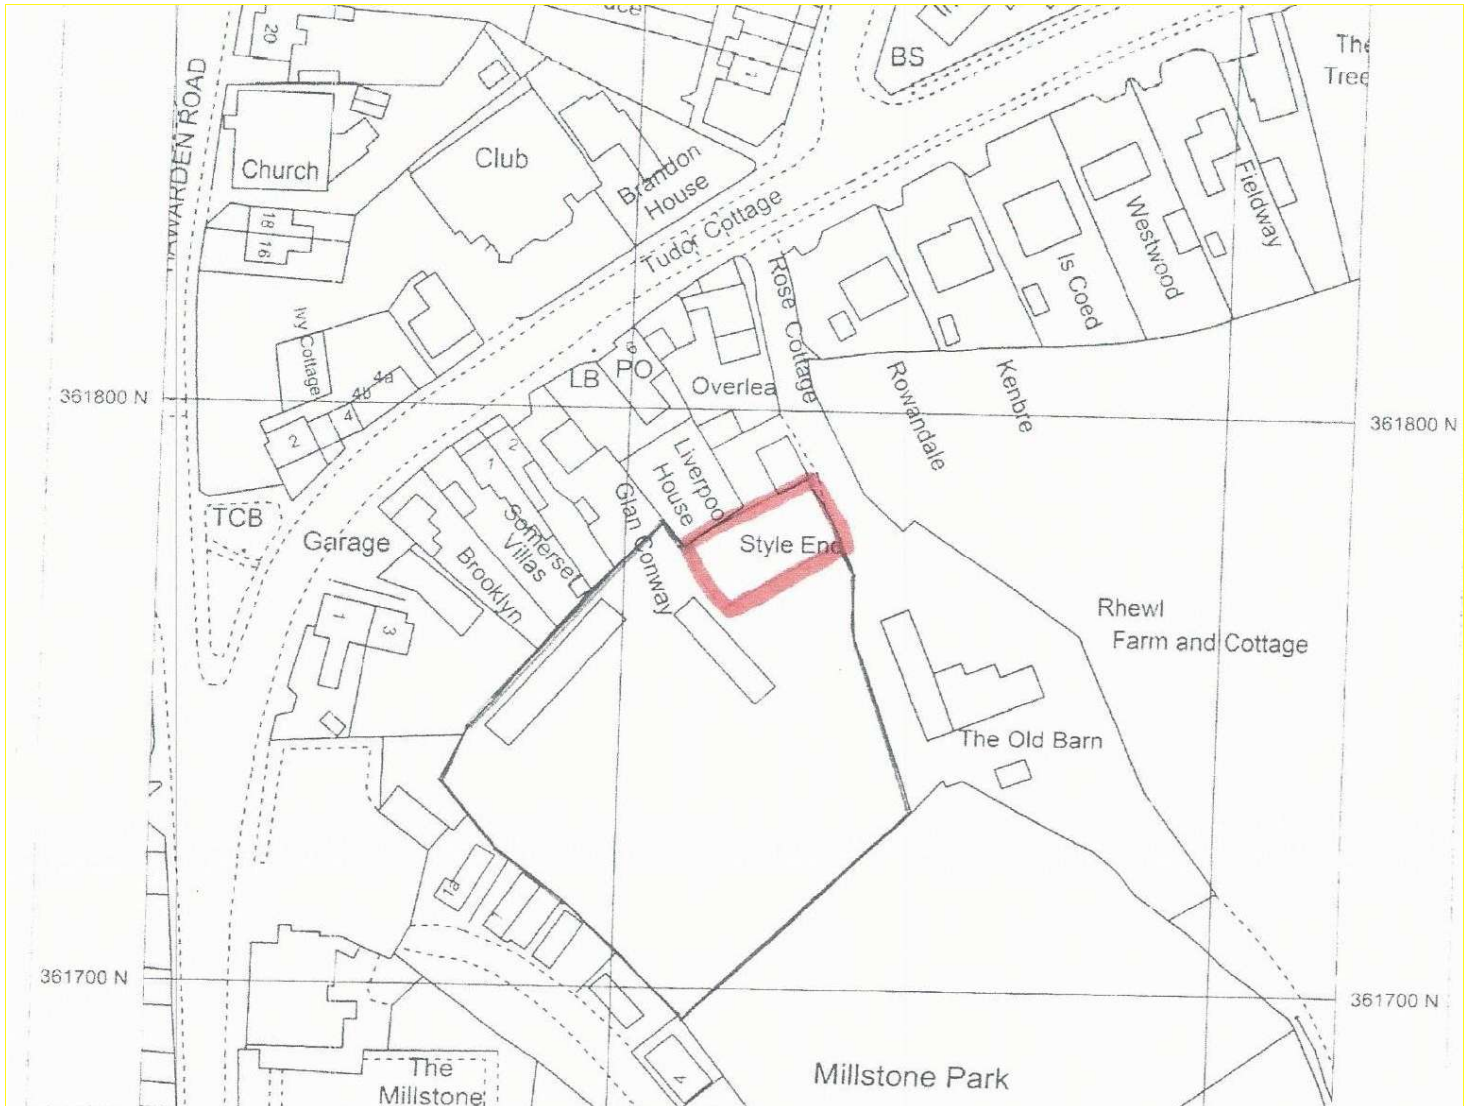 20
HAWARDEN ROAD
Church
Club
Brandon
House
1
BS
The
Tree
18
16
Tudor Cottage
Fieldway
Westwood
Is Coed
Rose Cottage
Ivy Cottage
4a
4b
4
2
LB
PO
Overlea
Kenbre
Rowandale
361800 N
361800 N
Liverpool
House
2
1
Somerset
Villas
Glan Conway
TCB
Garage
Brooklyn
Style End
1
3
Rhewl
Farm and Cottage
The Old Barn
1a
1
361700 N
361700 N
The
Millstone
Millstone Park